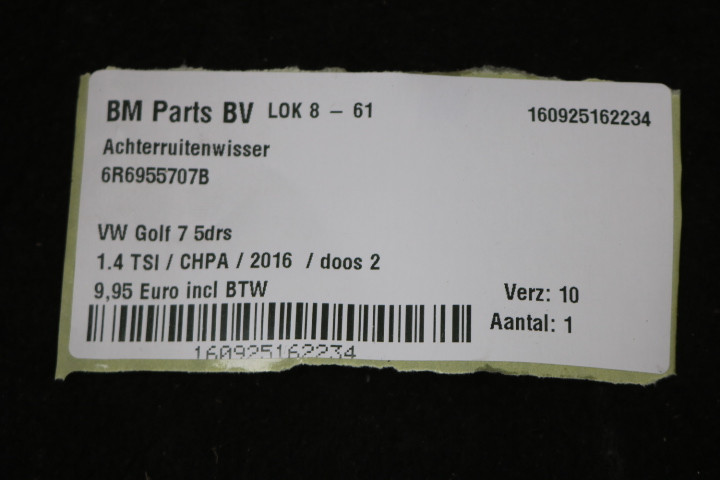 BM Parts BV LOK 8 - 61 160925162234
Achterruitenwisser
6R6955707B
VW Golf 7 5drs
1.4 TSI / CHPA / 2016 / doos 2
9,95 Euro incl BTW Verz: 10
Aantal: 1
160925162234